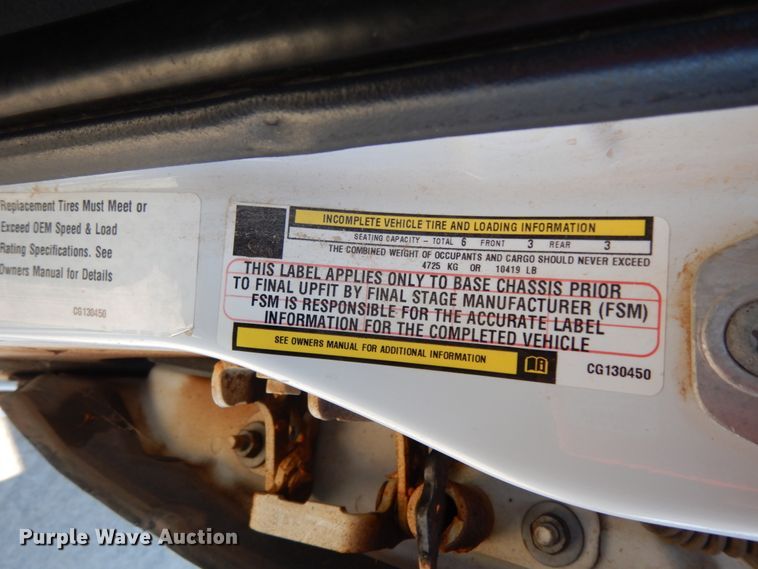 Replacement Tires Must Meet or
Exceed OEM Speed & Load
Rating Specifications. See
Owners Manual for Details
CG130450
INCOMPLETE VEHICLE TIRE AND LOADING INFORMATION
SEATING CAPACITY - TOTAL 6 FRONT 3 REAR 3
THE COMBINED WEIGHT OF OCCUPANTS AND CARGO SHOULD NEVER EXCEED
4725 KG OR 10419 LB
THIS LABEL APPLIES ONLY TO BASE CHASSIS PRIOR
TO FINAL UPFIT BY FINAL STAGE MANUFACTURER (FSM)
FSM IS RESPONSIBLE FOR THE ACCURATE LABEL
INFORMATION FOR THE COMPLETED VEHICLE
SEE OWNERS MANUAL FOR ADDITIONAL INFORMATION
CG130450
Purple Wave Auction